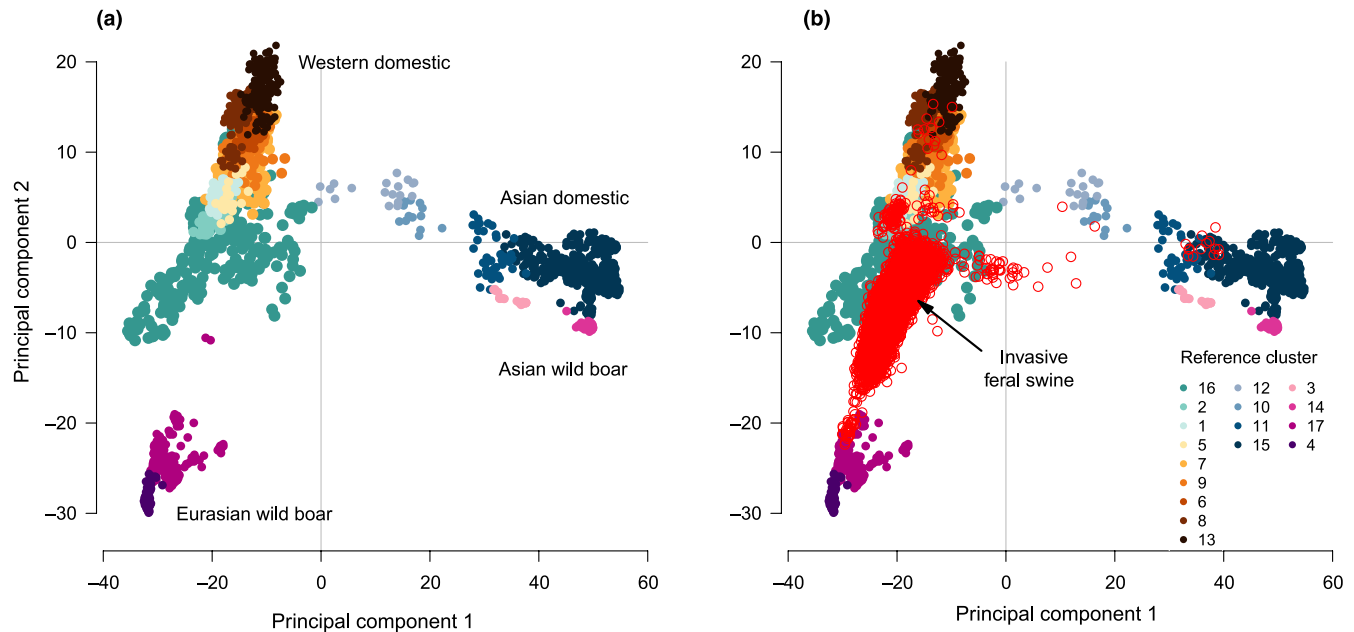 (a)
Western domestic
Asian domestic
Asian wild boar
Eurasian wild boar
20
10
0
–10
–20
–30
Principal component 2
–40
–20
0
20
40
60
Principal component 1
(b)
Invasive
feral swine
Reference cluster
16 12 3
2 10 14
1 11 17
5 15 4
7
9
6
8
13
20
10
0
–10
–20
–30
–40
–20
0
20
40
60
Principal component 1